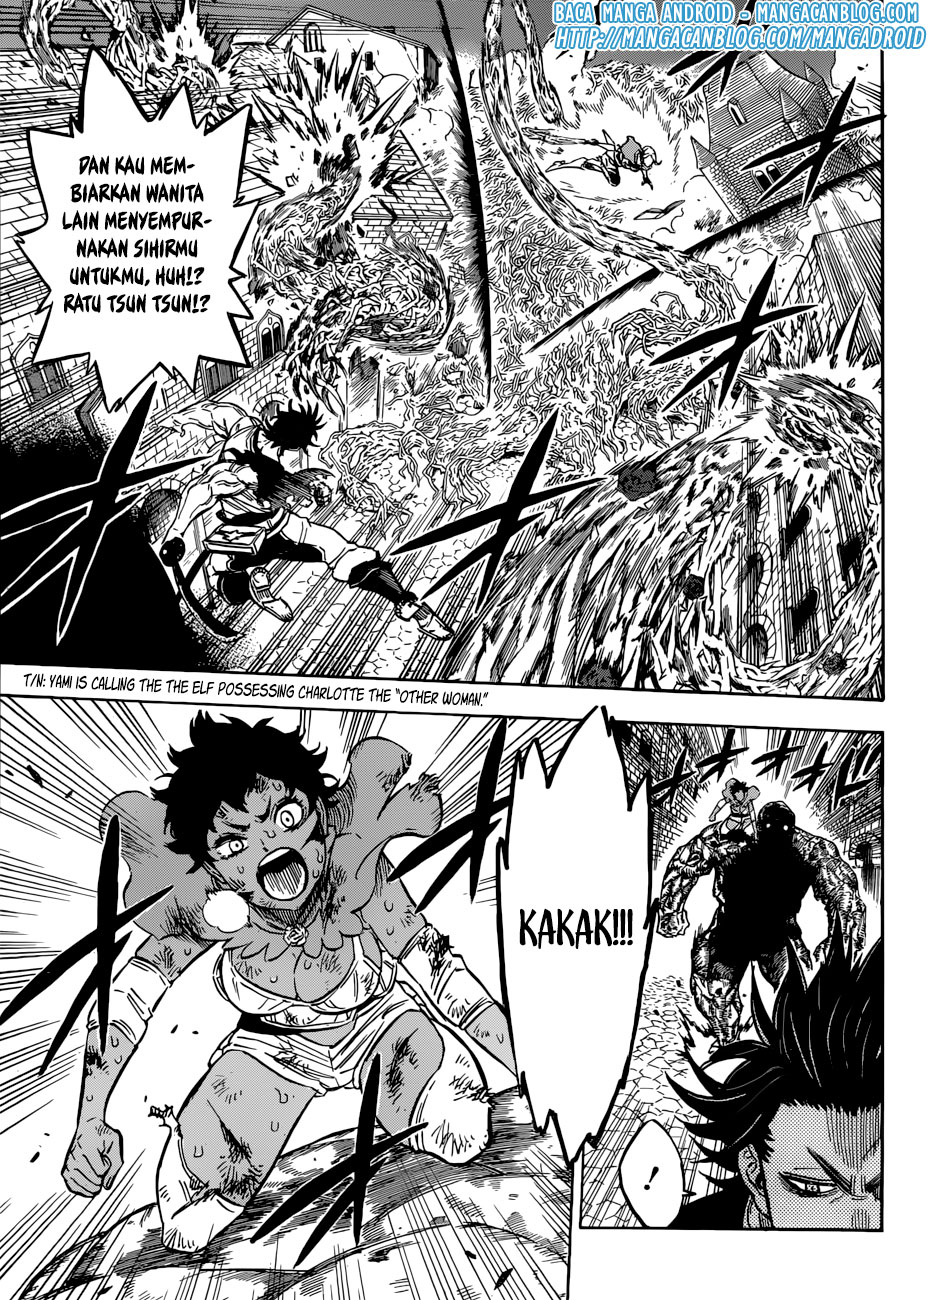 BACA MANGA ANDROID - MANGACANBLOG.COM
HTTP://MANGACANBLOG.COM/MANGADROID
DAN KAU MEM-
BIARKAN WANITA
LAIN MENYEMPUR-
NAKAN SIHIRMU
UNTUKMU, HUH!?
RATU TSUN TSUN!?
T/N: YAMI IS CALLING THE THE ELF POSSESSING CHARLOTTE THE "OTHER WOMAN."
KAKAK!!!
!